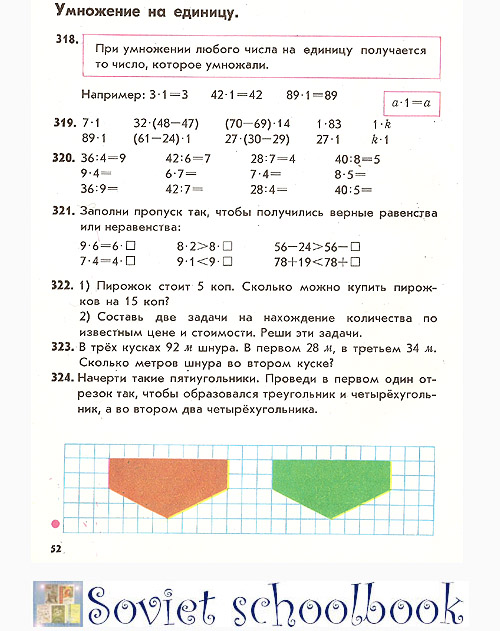 Умножение на единицу.
318. При умножении любого числа на единицу получается
то число, которое умножали.
Например: 3·1=3 42·1=42 89·1=89 a·1=a
319. 7·1 32·(48—47) (70—69)·14 1·83 1·k
89·1 (61—24)·1 27·(30—29) 27·1 k·1
320. 36:4=9 42:6=7 28:7=4 40:8=5
9·4= 6·7= 7·4= 8·5=
36:9= 42:7= 28:4= 40:5=
321. Заполни пропуск так, чтобы получились верные равенства
или неравенства:
9·6=6·□ 8·2>8·□ 56—24>56—□
7·4=4·□ 9·1<9·□ 78+19<78+□
322. 1) Пирожок стоит 5 коп. Сколько можно купить пирож-
ков на 15 коп?
2) Составь две задачи на нахождение количества по
известным цене и стоимости. Реши эти задачи.
323. В трёх кусках 92 м шнура. В первом 28 м, в третьем 34 м.
Сколько метров шнура во втором куске?
324. Начерти такие пятиугольники. Проведи в первом один от-
резок так, чтобы образовался треугольник и четырёхуголь-
ник, а во втором два четырёхугольника.
52
Soviet schoolbook